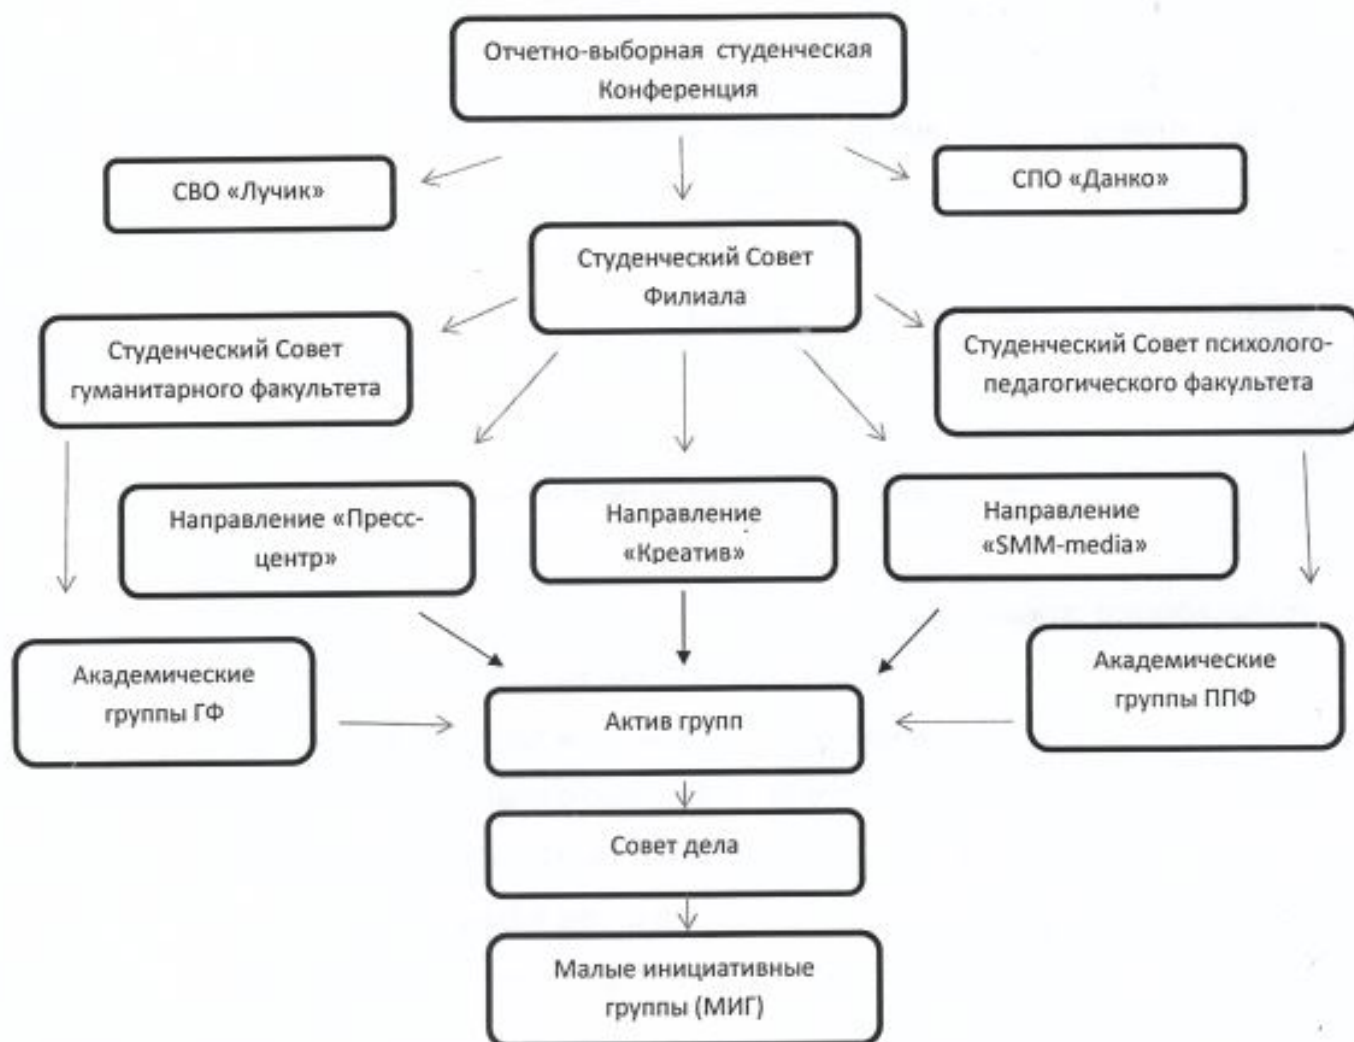 Отчетно-выборная студенческая
Конференция
СВО «Лучик»
СПО «Данко»
Студенческий Совет
Филиала
Студенческий Совет
гуманитарного факультета
Студенческий Совет психолого-
педагогического факультета
Направление «Пресс-
центр»
Направление
«Креатив»
Направление
«SMM-media»
Академические
группы ГФ
Актив групп
Академические
группы ППФ
Совет дела
Малые инициативные
группы (МИГ)